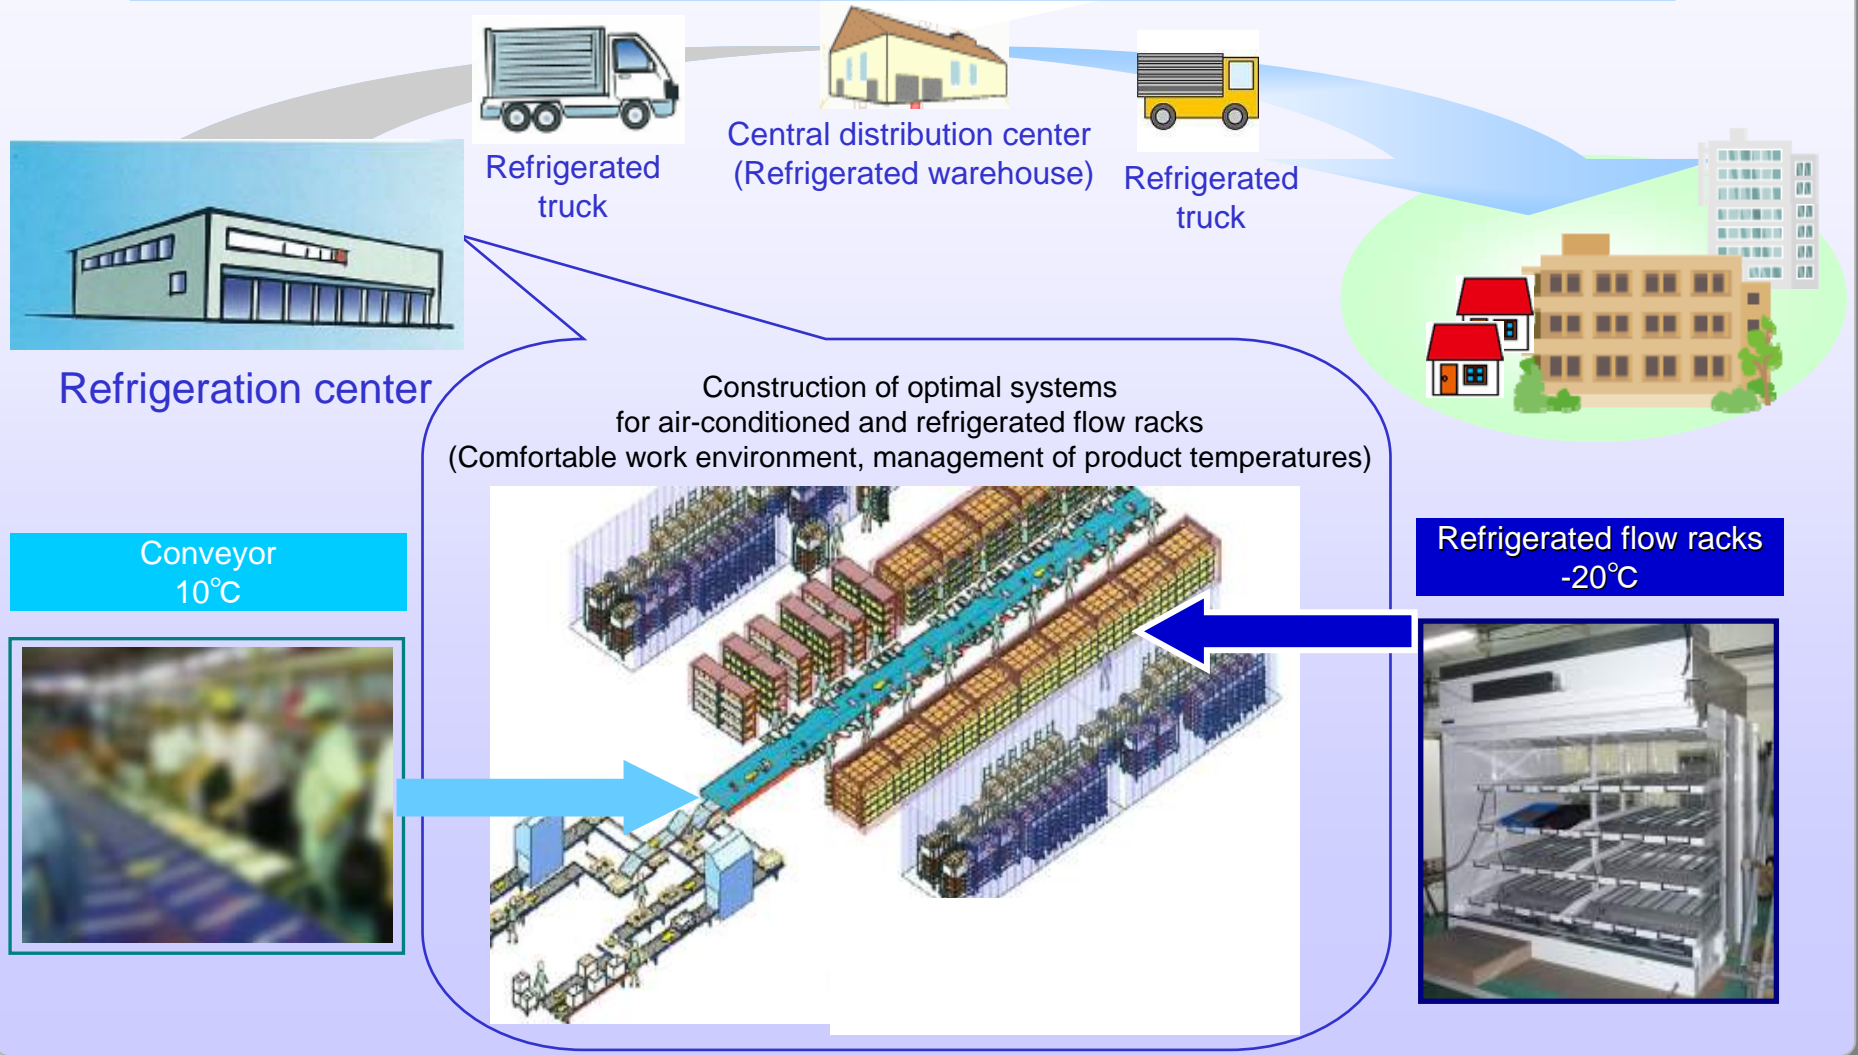 Refrigerated
truck
Central distribution center
(Refrigerated warehouse)
Refrigerated
truck
Refrigeration center
Construction of optimal systems
for air-conditioned and refrigerated flow racks
(Comfortable work environment, management of product temperatures)
Conveyor
10℃
Refrigerated flow racks
-20℃